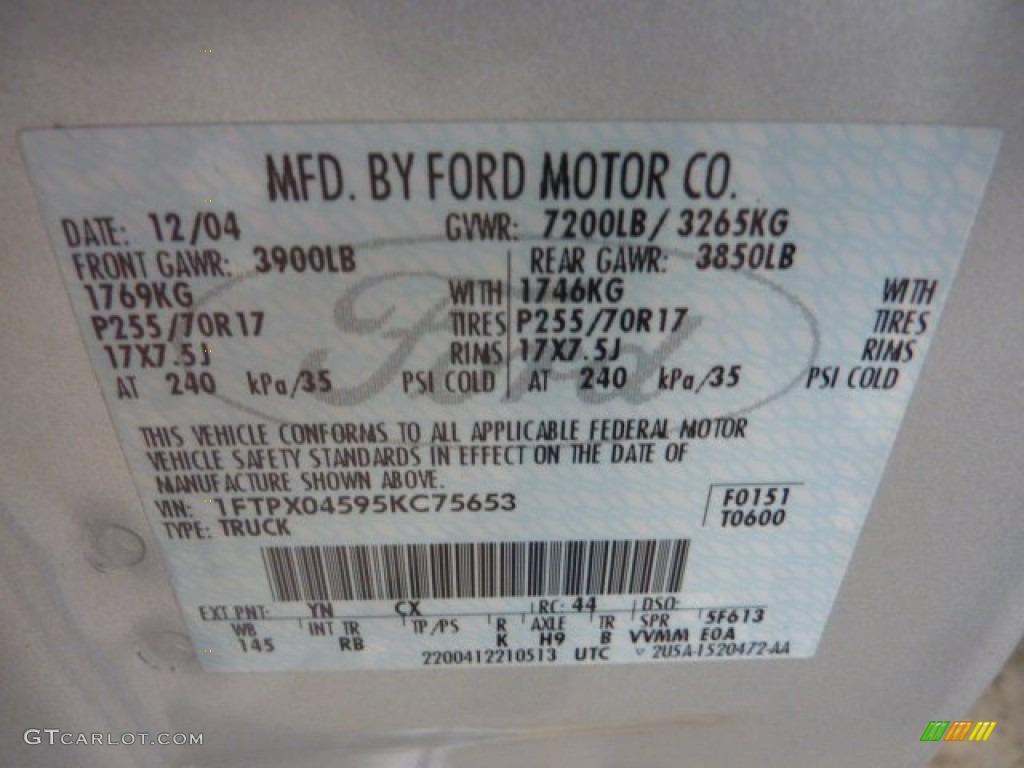 MFD. BY FORD MOTOR CO.
DATE: 12/04 GVWR: 7200LB / 3265KG
FRONT GAWR: 3900LB REAR GAWR: 3850LB
1769KG WITH 1746KG WITH
P255/70R17 TIRES P255/70R17 TIRES
17X7.5J RIMS 17X7.5J RIMS
AT 240 kPa/35 PSI COLD AT 240 kPa/35 PSI COLD
Ford
THIS VEHICLE CONFORMS TO ALL APPLICABLE FEDERAL MOTOR
VEHICLE SAFETY STANDARDS IN EFFECT ON THE DATE OF
MANUFACTURE SHOWN ABOVE.
VIN: 1FTPX04595KC75653 F0151
TYPE: TRUCK T0600
EXT PNT: YN CX RC: 44 DSO:
WB INT TR TP/PS R AXLE TR SPR 5F613
145 RB K H9 B VVMM E0A
2200412210513 UTC ▽ 2U5A-1520472-AA
GTCARLOT.COM